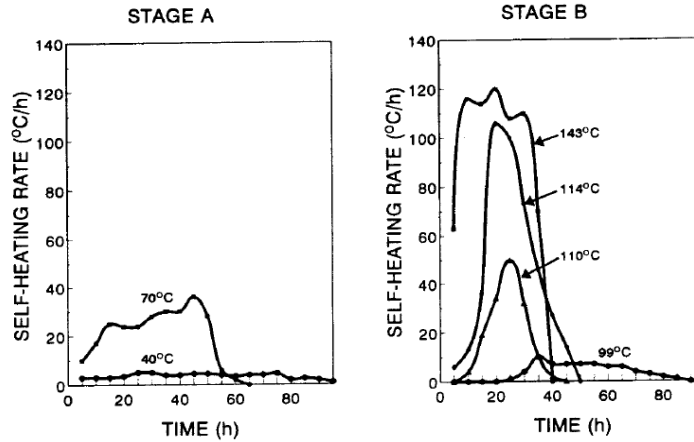 STAGE A
STAGE B
SELF-HEATING RATE (°C/h)
140
120
100
80
60
40
20
0
70°C
40°C
0 20 40 60 80
TIME (h)
SELF-HEATING RATE (°C/h)
140
120
100
80
60
40
20
0
143°C
114°C
110°C
99°C
0 20 40 60 80
TIME (h)